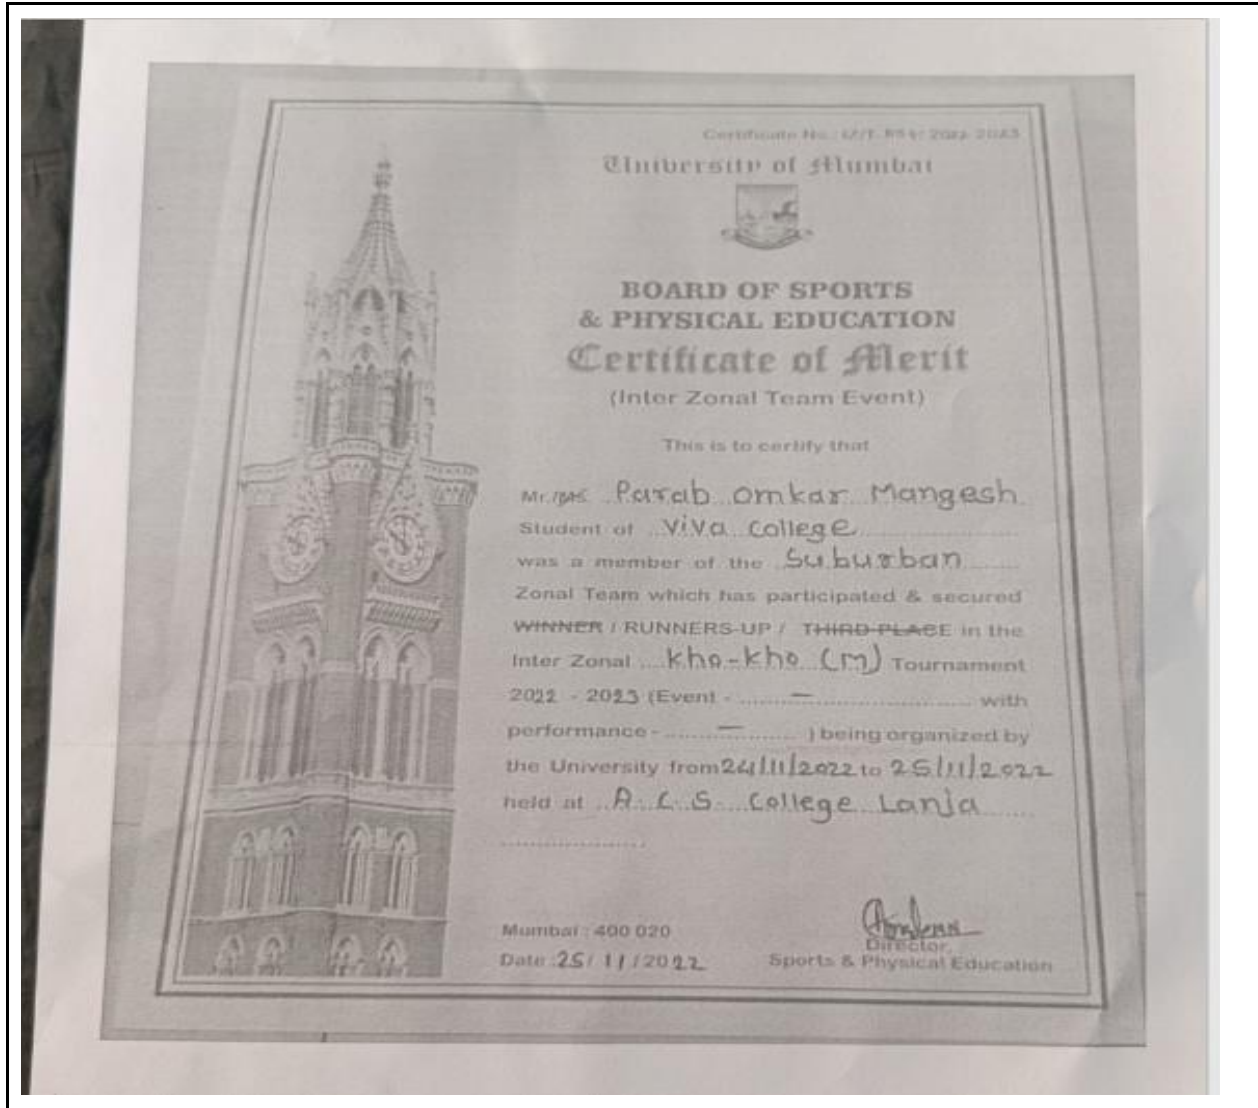 Certificate No.: 2022-2023
University of Mumbai
BOARD OF SPORTS
& PHYSICAL EDUCATION
Certificate of Merit
(Inter Zonal Team Event)
This is to certify that
Mr./Ms. Parab Omkar Mangesh
Student of Viva College
was a member of the Suburban
Zonal Team which has participated & secured
WINNER / RUNNERS-UP / THIRD PLACE in the
Inter Zonal Kho-Kho (M) Tournament
2022 - 2023 (Event - — with
performance - — ) being organized by
the University from 24/11/2022 to 25/11/2022
held at A. C. S. College Lanja
Mumbai : 400 020
Date : 25/11/2022
Director,
Sports & Physical Education